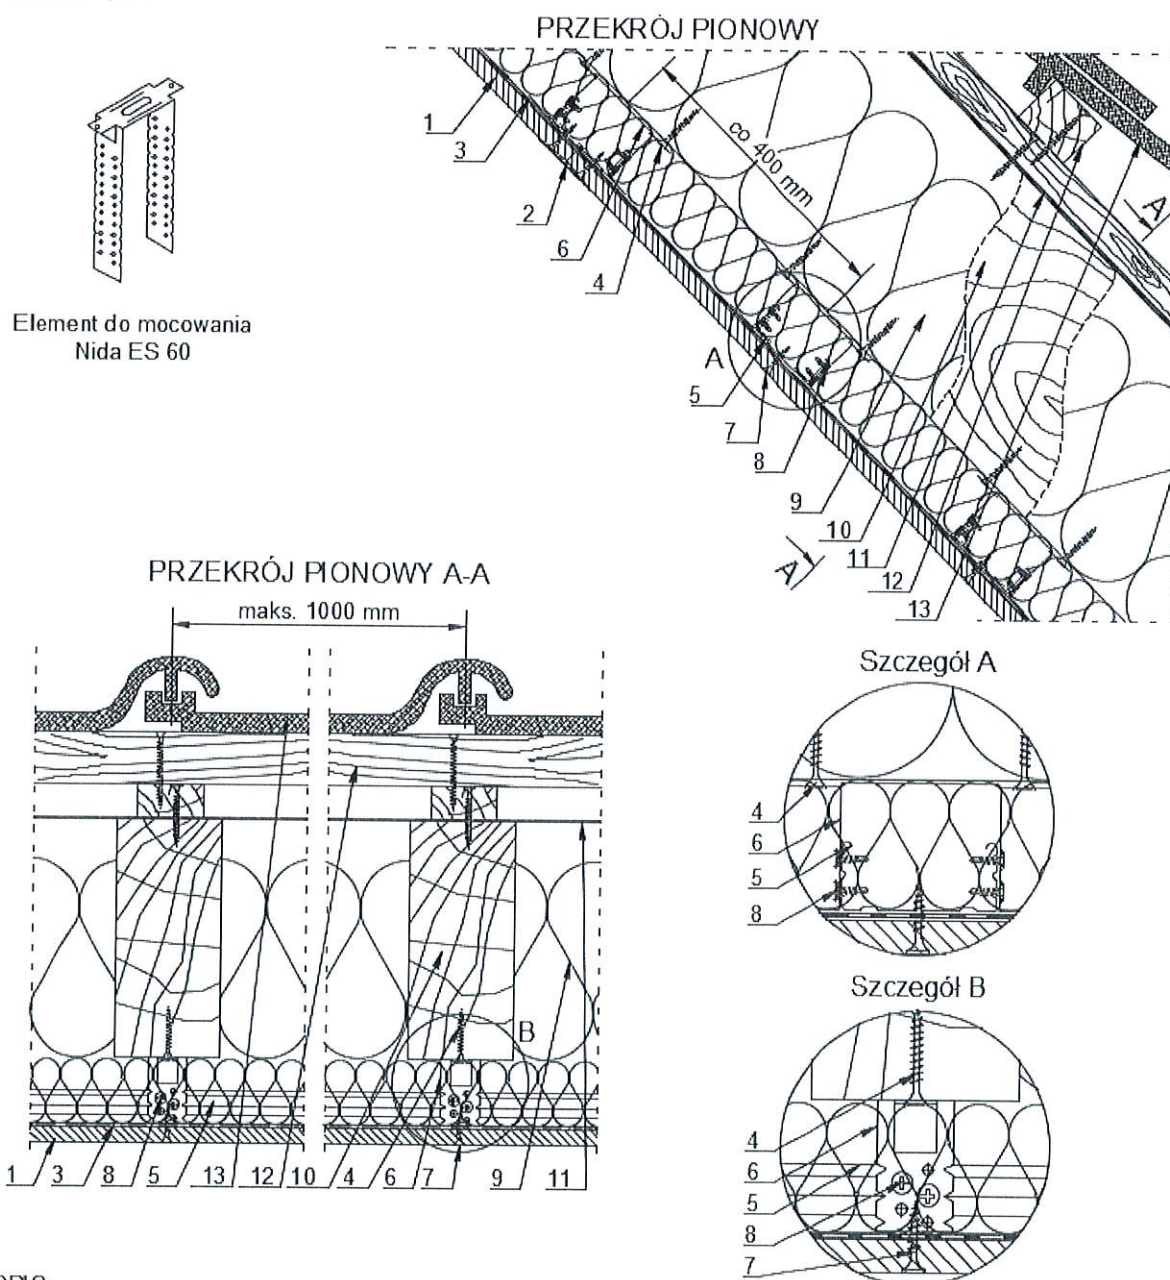 PRZEKRÓJ PIONOWY
co 400 mm
1
3
2
6
4
A
5
7
8
9
10
11
12
13
A
A
Element do mocowania
Nida ES 60
PRZEKRÓJ PIONOWY A-A
maks. 1000 mm
B
1 3 8 5 13 12 10 4 6 7 9 11
Szczegół A
4
6
5
8
Szczegół B
4
6
5
8
7